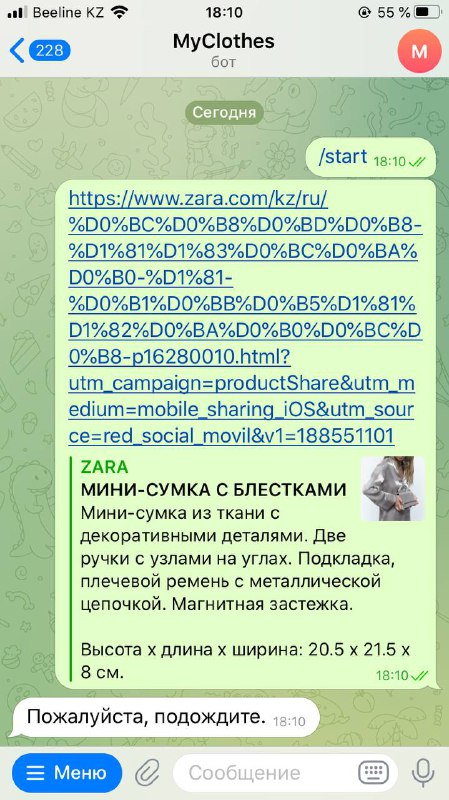 Beeline KZ 18:10 55 %
228 MyClothes M
бот
Сегодня
/start 18:10
https://www.zara.com/kz/ru/
%D0%BC%D0%B8%D0%BD%D0%B8-
%D1%81%D1%83%D0%BC%D0%BA%
D0%B0-%D1%81-
%D0%B1%D0%BB%D0%B5%D1%81%
D1%82%D0%BA%D0%B0%D0%BC%D
0%B8-p16280010.html?
utm_campaign=productShare&utm_m
edium=mobile_sharing_iOS&utm_sour
ce=red_social_movil&v1=188551101
ZARA
МИНИ-СУМКА С БЛЕСТКАМИ
Мини-сумка из ткани с
декоративными деталями. Две
ручки с узлами на углах. Подкладка,
плечевой ремень с металлической
цепочкой. Магнитная застежка.
Высота x длина x ширина: 20.5 x 21.5 x
8 см. 18:10
Пожалуйста, подождите. 18:10
Меню Сообщение